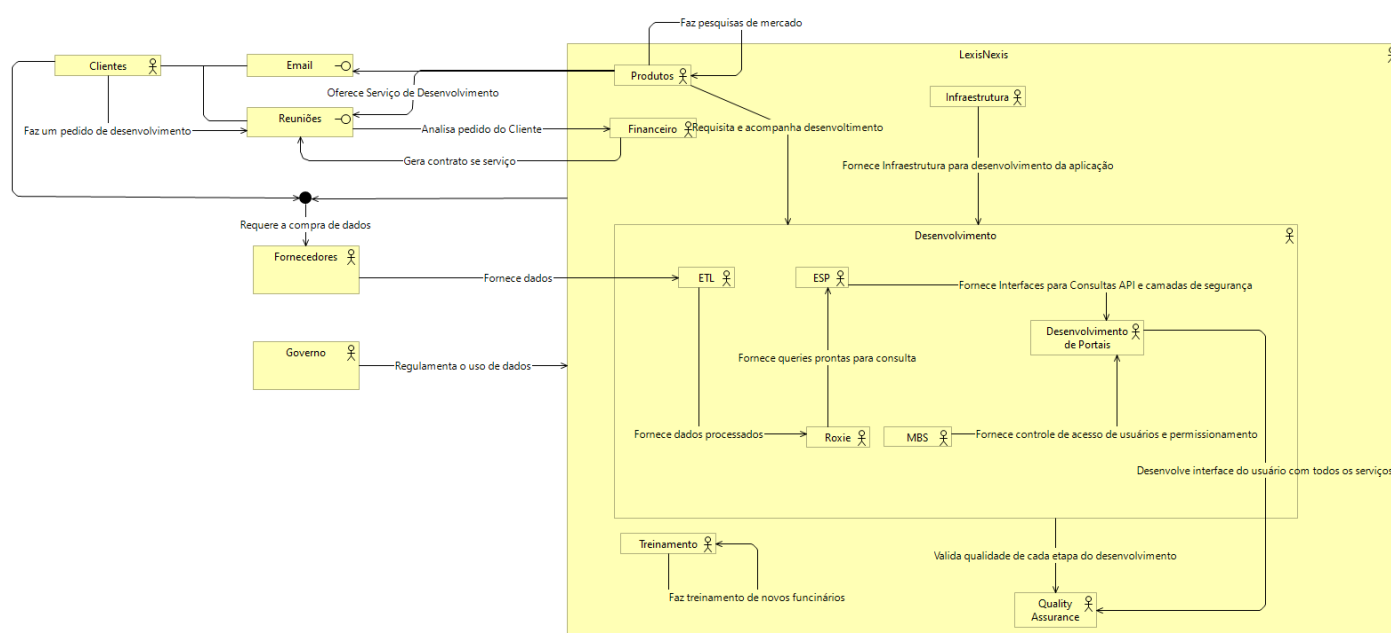 Faz pesquisas de mercado
LexisNexis
Clientes
Email
Produtos
Oferece Serviço de Desenvolvimento
Infraestrutura
Reuniões
Faz um pedido de desenvolvimento
Analisa pedido do Cliente
Financeiro
Requisita e acompanha desenvoltimento
Gera contrato se serviço
Fornece Infraestrutura para desenvolvimento da aplicação
Requere a compra de dados
Desenvolvimento
Fornecedores
Fornece dados
ETL
ESP
Fornece Interfaces para Consultas API e camadas de segurança
Desenvolvimento
de Portais
Governo
Regulamenta o uso de dados
Fornece queries prontas para consulta
Fornece dados processados
Roxie
MBS
Fornece controle de acesso de usuários e permissionamento
Desenvolve interface do usuário com todos os serviços
Treinamento
Valida qualidade de cada etapa do desenvolvimento
Faz treinamento de novos funcinários
Quality
Assurance